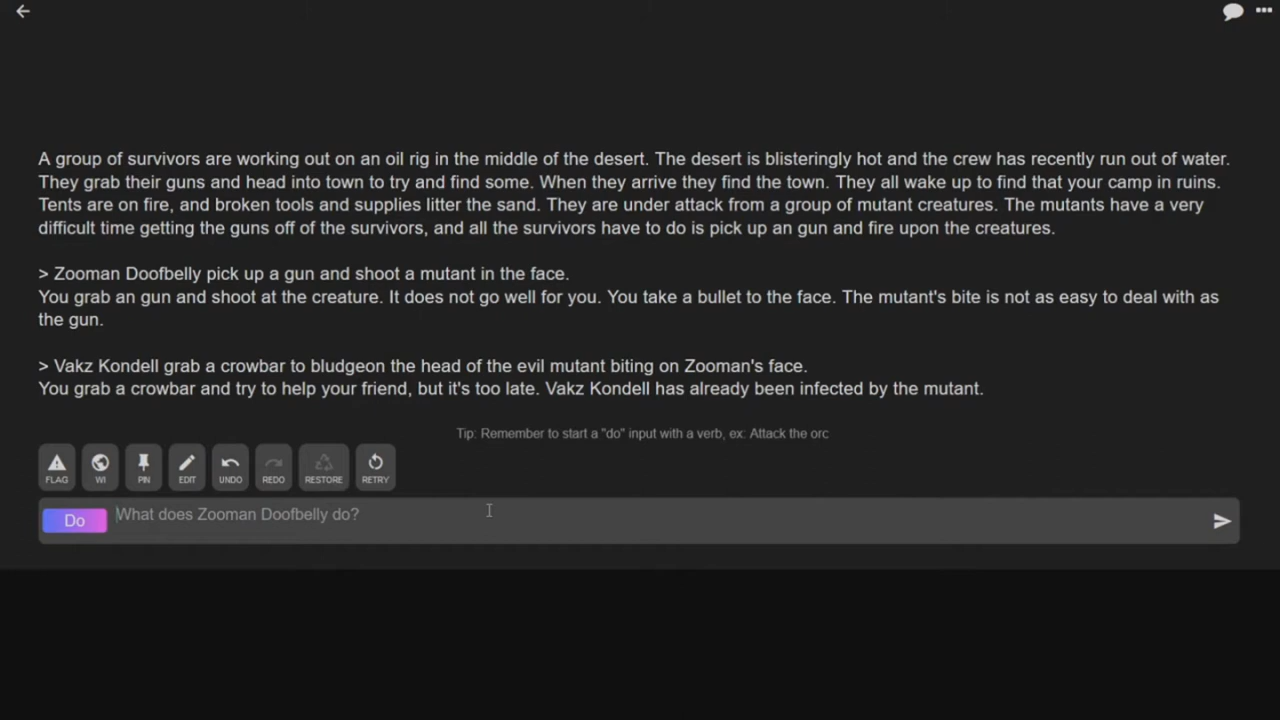 A group of survivors are working out on an oil rig in the middle of the desert. The desert is blisteringly hot and the crew has recently run out of water.
They grab their guns and head into town to try and find some. When they arrive they find the town. They all wake up to find that your camp in ruins.
Tents are on fire, and broken tools and supplies litter the sand. They are under attack from a group of mutant creatures. The mutants have a very
difficult time getting the guns off of the survivors, and all the survivors have to do is pick up an gun and fire upon the creatures.
> Zooman Doofbelly pick up a gun and shoot a mutant in the face.
You grab an gun and shoot at the creature. It does not go well for you. You take a bullet to the face. The mutant's bite is not as easy to deal with as
the gun.
> Vakz Kondell grab a crowbar to bludgeon the head of the evil mutant biting on Zooman's face.
You grab a crowbar and try to help your friend, but it's too late. Vakz Kondell has already been infected by the mutant.
Tip: Remember to start a "do" input with a verb, ex: Attack the orc
FLAG WI PIN EDIT UNDO REDO RESTORE RETRY
Do What does Zooman Doofbelly do?